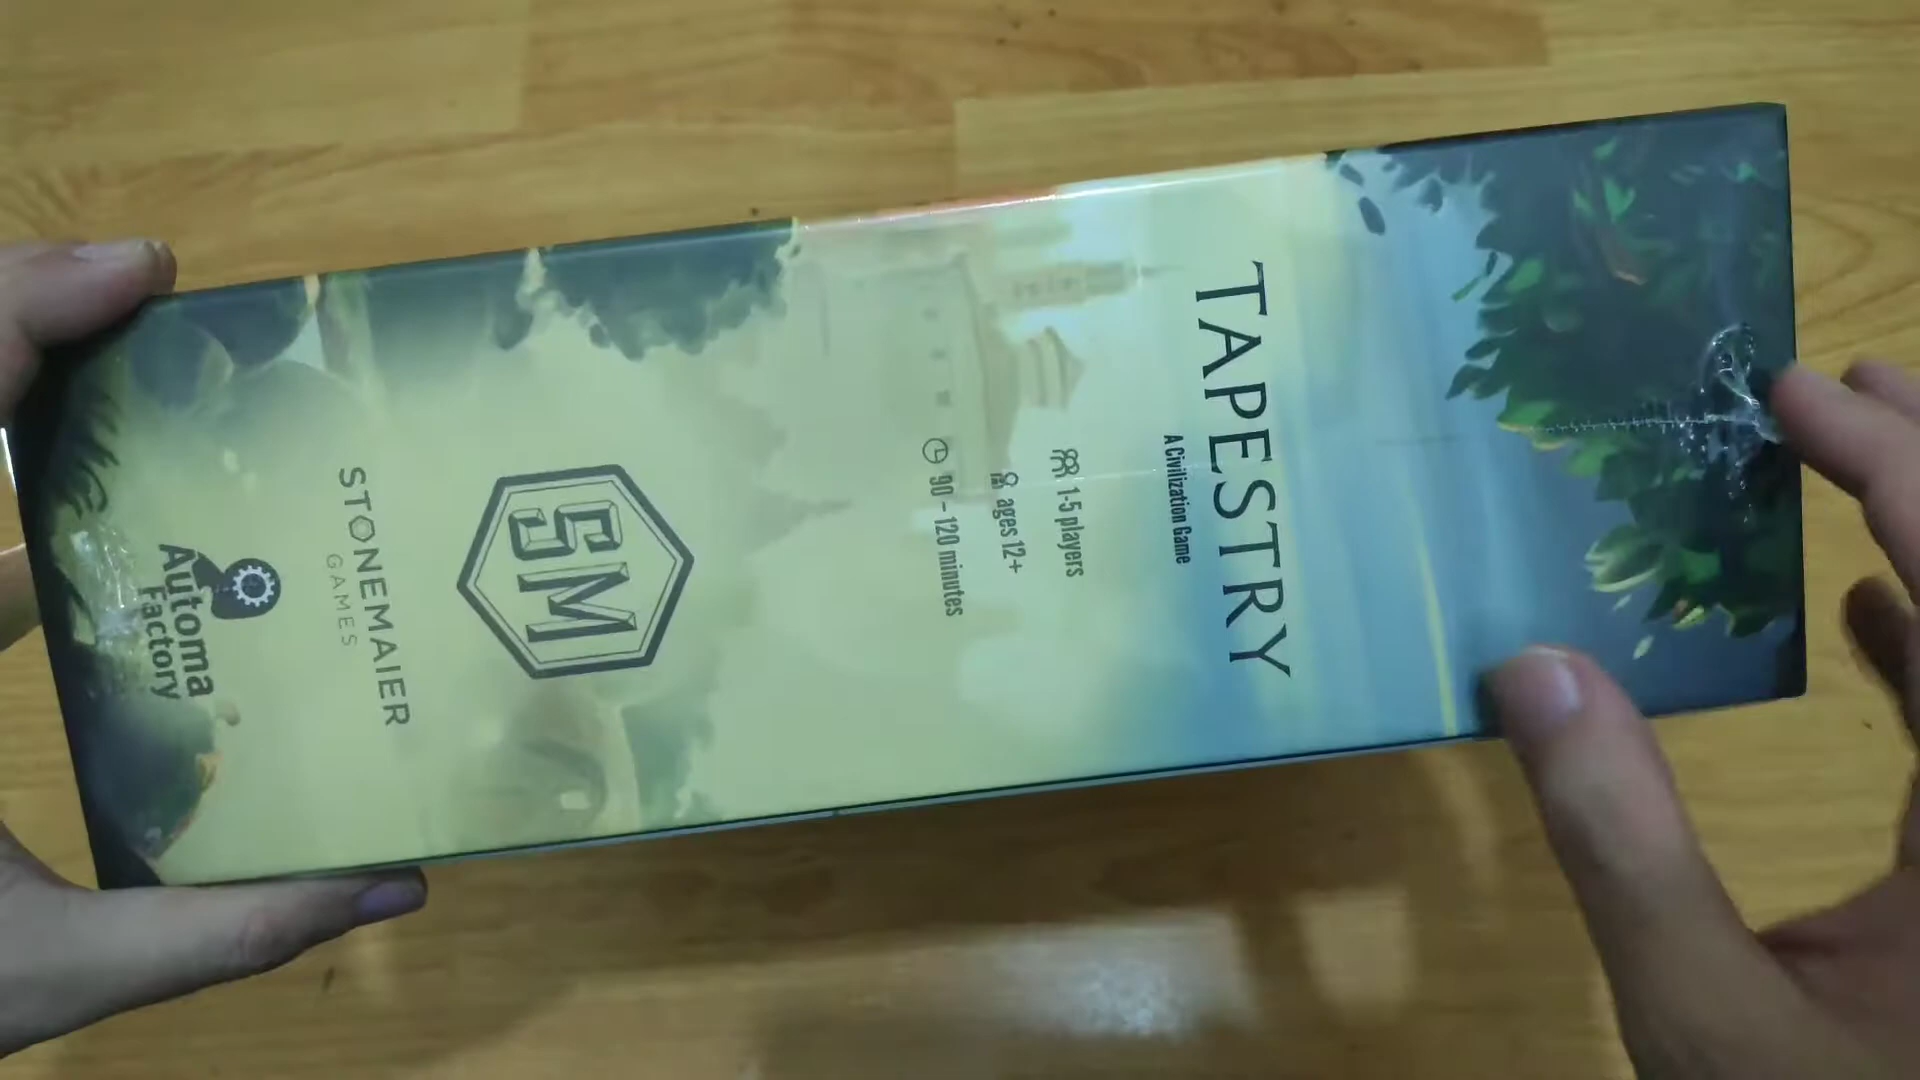 TAPESTRY
A Civilization Game
1-5 players
ages 12+
90 - 120 minutes
SM
STONEMAIER
GAMES
Automa
Factory